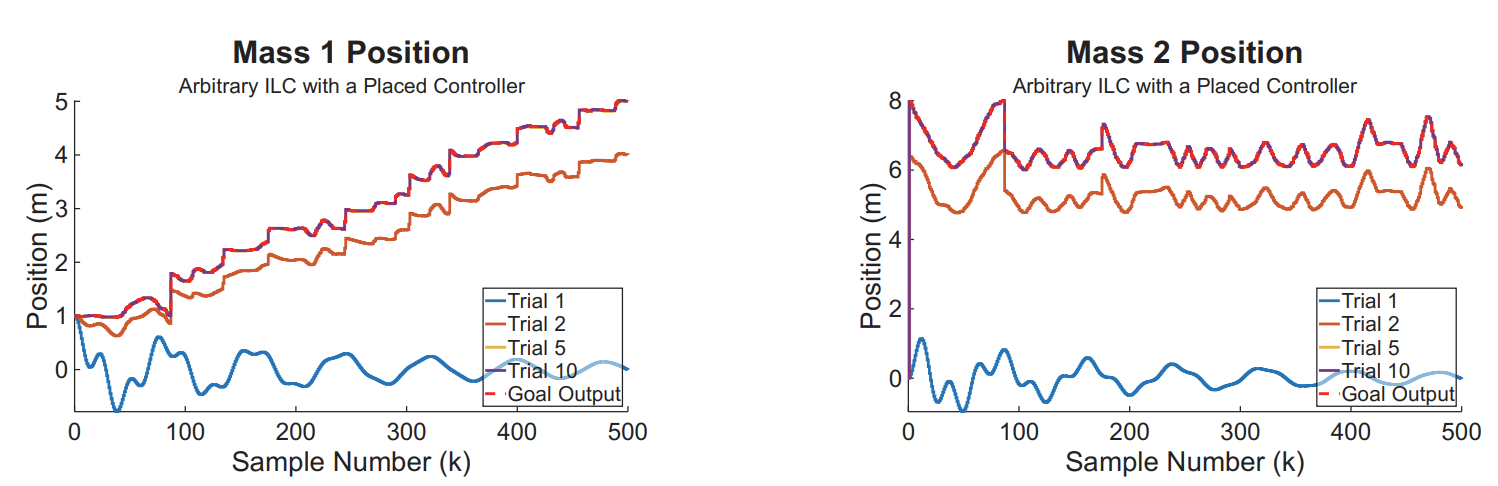 Mass 1 Position
Arbitrary ILC with a Placed Controller
5
4
3
2
1
0
Position (m)
Trial 1
Trial 2
Trial 5
Trial 10
Goal Output
0 100 200 300 400 500
Sample Number (k)
Mass 2 Position
Arbitrary ILC with a Placed Controller
8
6
4
2
0
Position (m)
Trial 1
Trial 2
Trial 5
Trial 10
Goal Output
0 100 200 300 400 500
Sample Number (k)